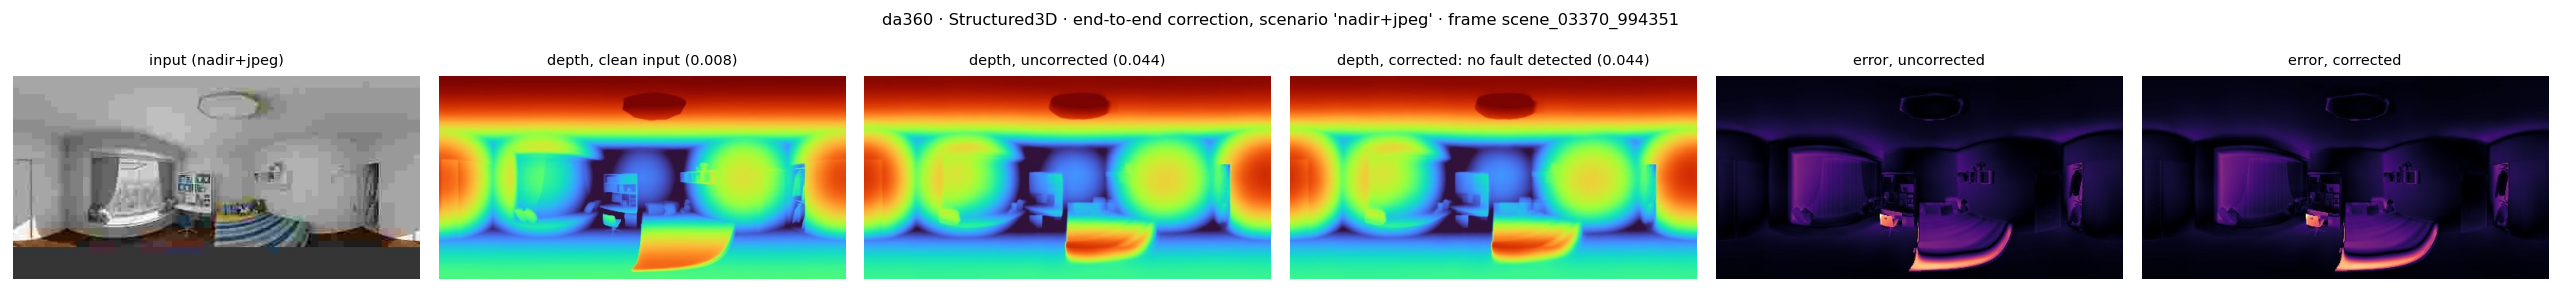 da360 · Structured3D · end-to-end correction, scenario 'nadir+jpeg' · frame scene_03370_994351
input (nadir+jpeg)
depth, clean input (0.008)
depth, uncorrected (0.044)
depth, corrected: no fault detected (0.044)
error, uncorrected
error, corrected